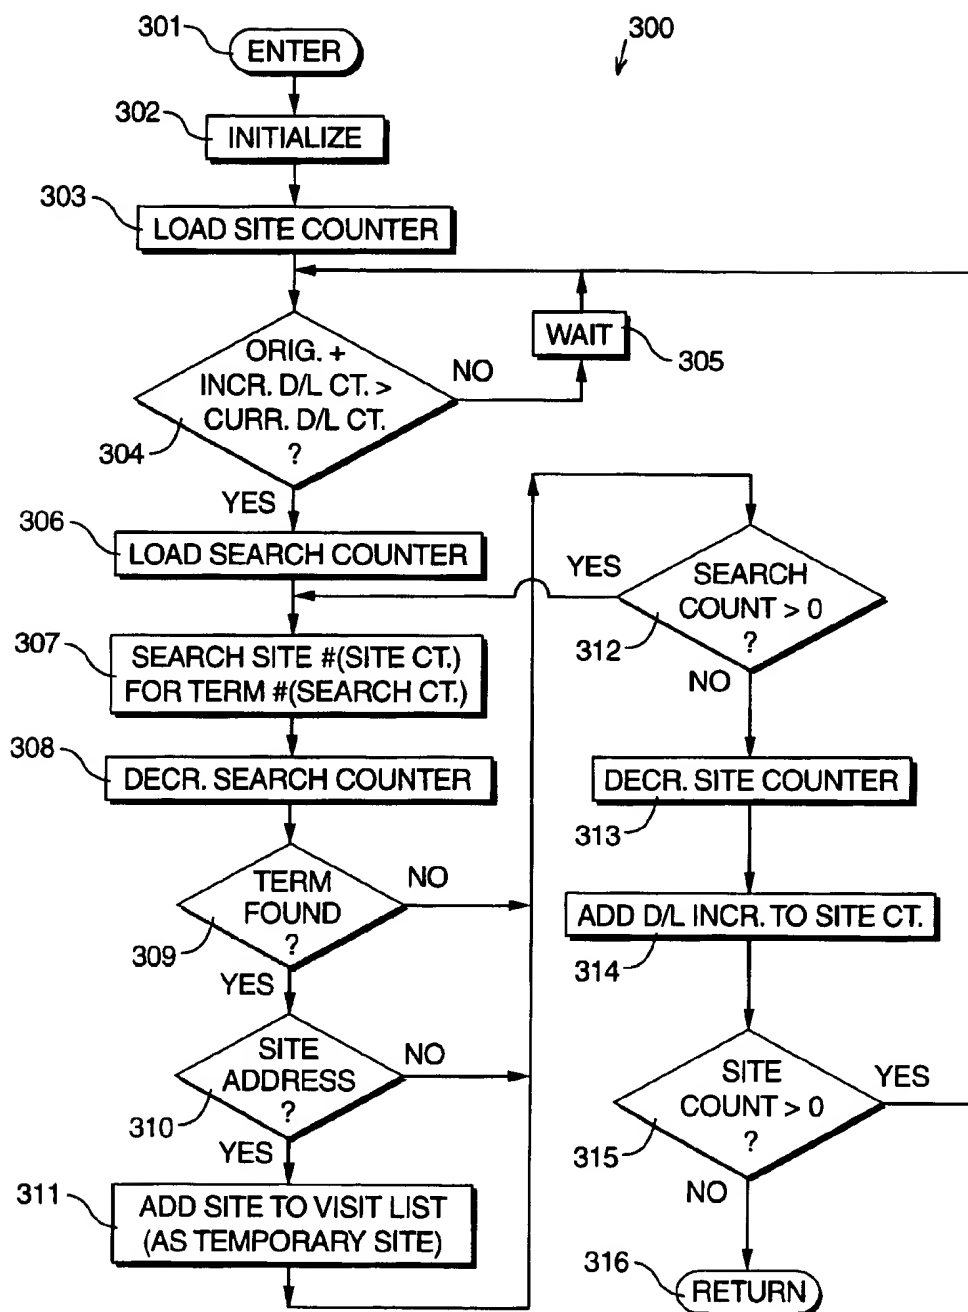 301
ENTER
300
302
INITIALIZE
303
LOAD SITE COUNTER
WAIT
305
ORIG. +
INCR. D/L CT. >
CURR. D/L CT.
?
304
NO
YES
306
LOAD SEARCH COUNTER
307
SEARCH SITE #(SITE CT.)
FOR TERM #(SEARCH CT.)
308
DECR. SEARCH COUNTER
TERM
FOUND
?
309
NO
YES
SITE
ADDRESS
?
310
NO
YES
311
ADD SITE TO VISIT LIST
(AS TEMPORARY SITE)
YES
SEARCH
COUNT > 0
?
312
NO
DECR. SITE COUNTER
313
ADD D/L INCR. TO SITE CT.
314
SITE
COUNT > 0
?
315
YES
NO
316
RETURN